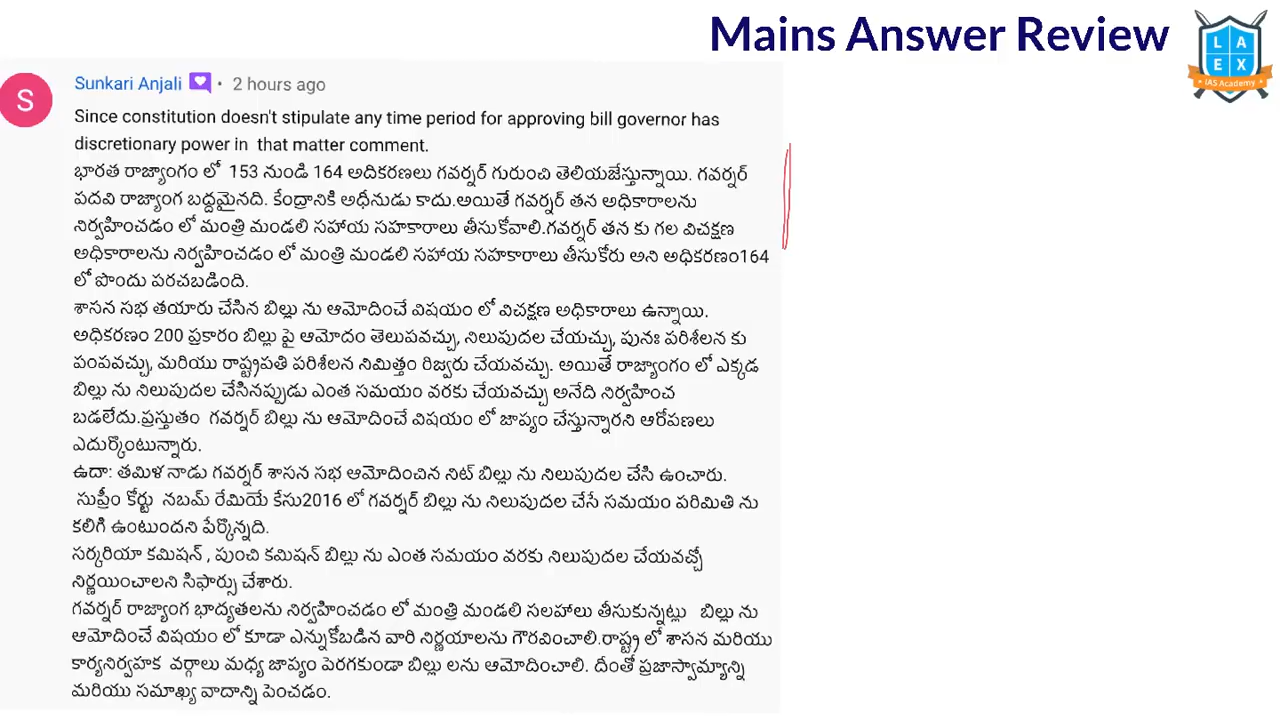 Mains Answer Review
L A
E X
IAS Academy
S
Sunkari Anjali · 2 hours ago
Since constitution doesn't stipulate any time period for approving bill governor has
discretionary power in that matter comment.
భారత రాజ్యాంగం లో 153 నుండి 164 అదికరణలు గవర్నర్ గురుంచి తెలియజేస్తున్నాయి. గవర్నర్
పదవి రాజ్యాంగ బద్దమైనది. కేంద్రానికి అధీనుడు కాదు.అయితే గవర్నర్ తన అధికారాలను
నిర్వహించడం లో మంత్రి మండలి సహాయ సహకారాలు తీసుకోవాలి.గవర్నర్ తన కు గల విచక్షణ
అధికారాలను నిర్వహించడం లో మంత్రి మండలి సహాయ సహకారాలు తీసుకోరు అని అధికరణం164
లో పొందు పరచబడింది.
శాసన సభ తయారు చేసిన బిల్లు ను ఆమోదించే విషయం లో విచక్షణ అధికారాలు ఉన్నాయి.
అధికరణం 200 ప్రకారం బిల్లు పై ఆమోదం తెలుపవచ్చు, నిలుపుదల చేయచ్చు, పునః పరిశీలన కు
పంపవచ్చు, మరియు రాష్ట్రపతి పరిశీలన నిమిత్తం రిజ్వరు చేయవచ్చు. అయితే రాజ్యాంగం లో ఎక్కడ
బిల్లు ను నిలుపుదల చేసినప్పుడు ఎంత సమయం వరకు చేయవచ్చు అనేది నిర్వహించ
బడలేదు.ప్రస్తుతం గవర్నర్ బిల్లు ను ఆమోదించే విషయం లో జాప్యం చేస్తున్నారని ఆరోపణలు
ఎదుర్కొంటున్నారు.
ఉదా: తమిళ నాడు గవర్నర్ శాసన సభ ఆమోదించిన నిట్ బిల్లు ను నిలుపుదల చేసి ఉంచారు.
సుప్రీం కోర్టు నబమ్ రేమియే కేసు2016 లో గవర్నర్ బిల్లు ను నిలుపుదల చేసే సమయం పరిమితి ను
కలిగి ఉంటుందని పేర్కొన్నది.
సర్కరియా కమిషన్ , పుంచి కమిషన్ బిల్లు ను ఎంత సమయం వరకు నిలుపుదల చేయవచ్చో
నిర్ణయించాలని సిఫార్సు చేశారు.
గవర్నర్ రాజ్యాంగ భాద్యతలను నిర్వహించడం లో మంత్రి మండలి సలహాలు తీసుకున్నట్లు బిల్లు ను
ఆమోదించే విషయం లో కూడా ఎన్నుకోబడిన వారి నిర్ణయాలను గౌరవించాలి.రాష్ట్ర లో శాసన మరియు
కార్యనిర్వహక వర్గాలు మధ్య జాప్యం పెరగకుండా బిల్లు లను ఆమోదించాలి. దీంతో ప్రజాస్వామ్యాన్ని
మరియు సమాఖ్య వాదాన్ని పెంచడం.